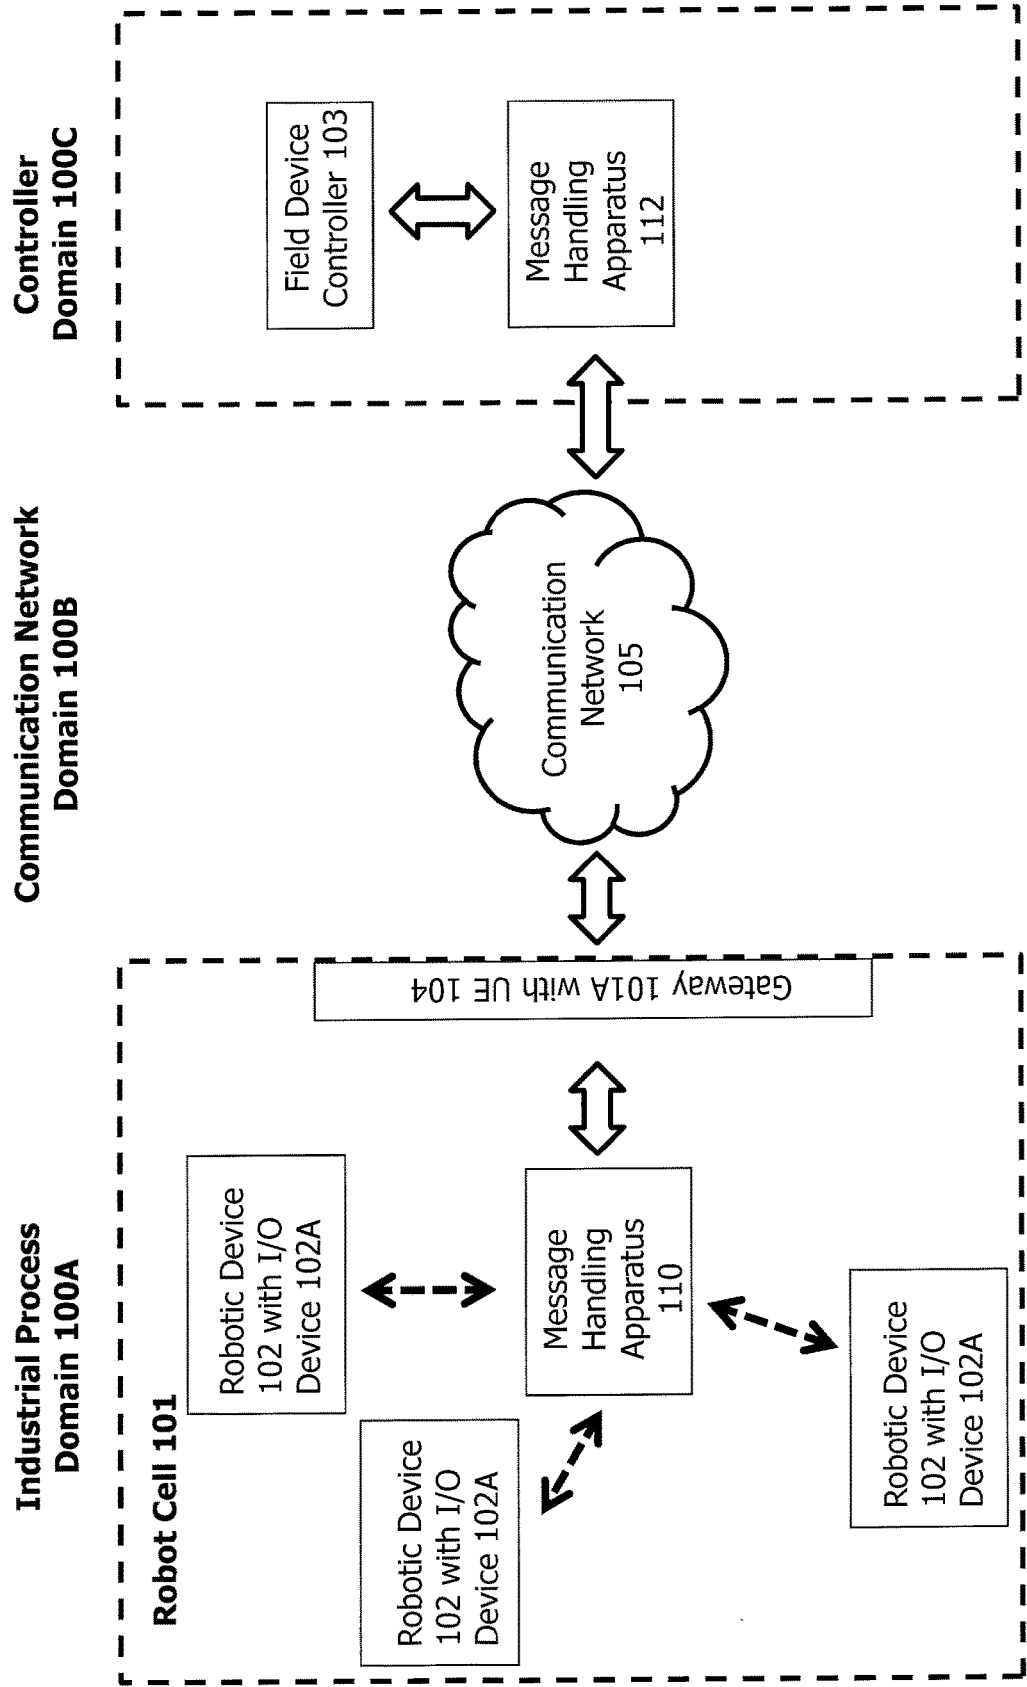 Industrial Process
Domain 100A
Communication Network
Domain 100B
Controller
Domain 100C
Robot Cell 101
Robotic Device
102 with I/O
Device 102A
Robotic Device
102 with I/O
Device 102A
Message
Handling
Apparatus
110
Robotic Device
102 with I/O
Device 102A
Gateway 101A with UE 104
Communication
Network
105
Field Device
Controller 103
Message
Handling
Apparatus
112